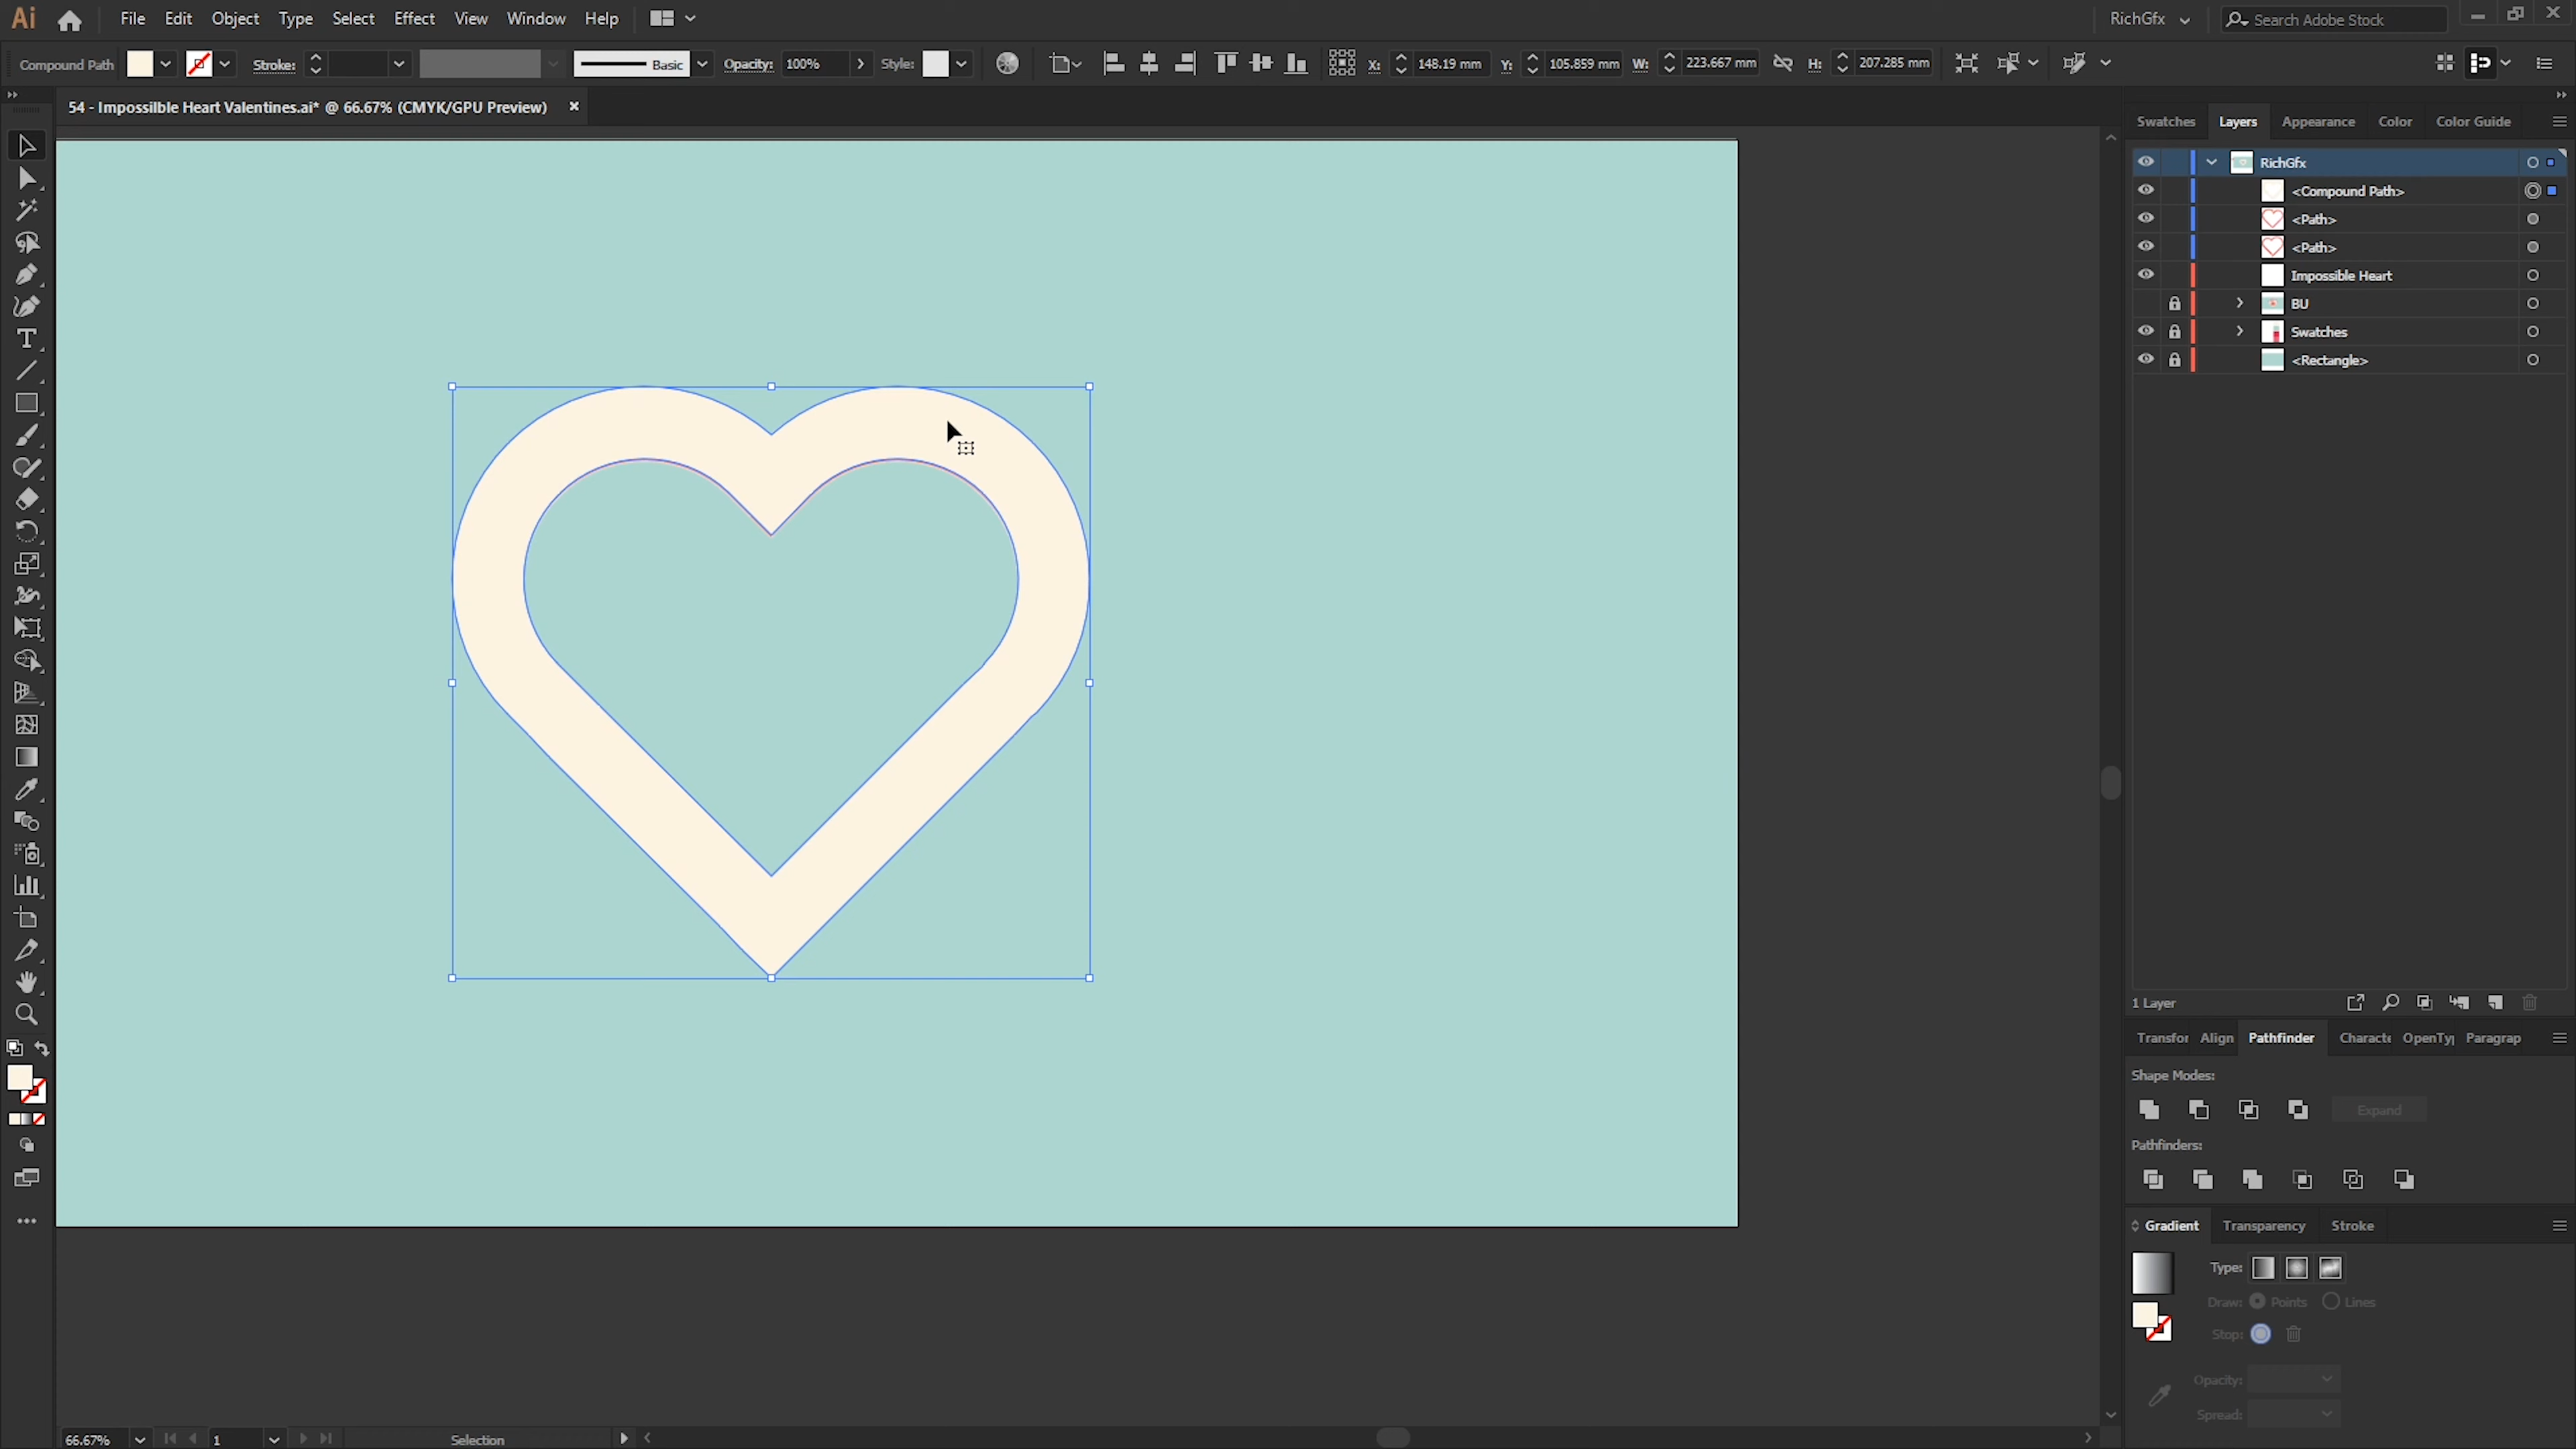 Ai File Edit Object Type Select Effect View Window Help RichGfx Search Adobe Stock
Compound Path Stroke: Basic Opacity: 100% Style: X: 148.19 mm Y: 105.859 mm W: 223.667 mm H: 207.285 mm
54 - Impossilble Heart Valentines.ai* @ 66.67% (CMYK/GPU Preview)
Swatches Layers Appearance Color Color Guide
RichGfx
<Compound Path>
<Path>
<Path>
Impossible Heart
BU
Swatches
<Rectangle>
1 Layer
Transfor Align Pathfinder Characte OpenTy Paragrap
Shape Modes:
Expand
Pathfinders:
Gradient Transparency Stroke
Type:
Draw: Points Lines
Stop:
Opacity:
Spread:
66.67% 1 Selection